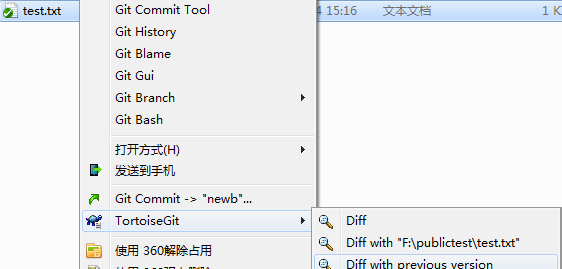 test.txt
4 15:16
文本文档
1 K
Git Commit Tool
Git History
Git Blame
Git Gui
Git Branch
Git Bash
打开方式(H)
发送到手机
Git Commit -> "newb"...
TortoiseGit
Diff
Diff with "F:\publictest\test.txt"
使用 360解除占用
Diff with previous version